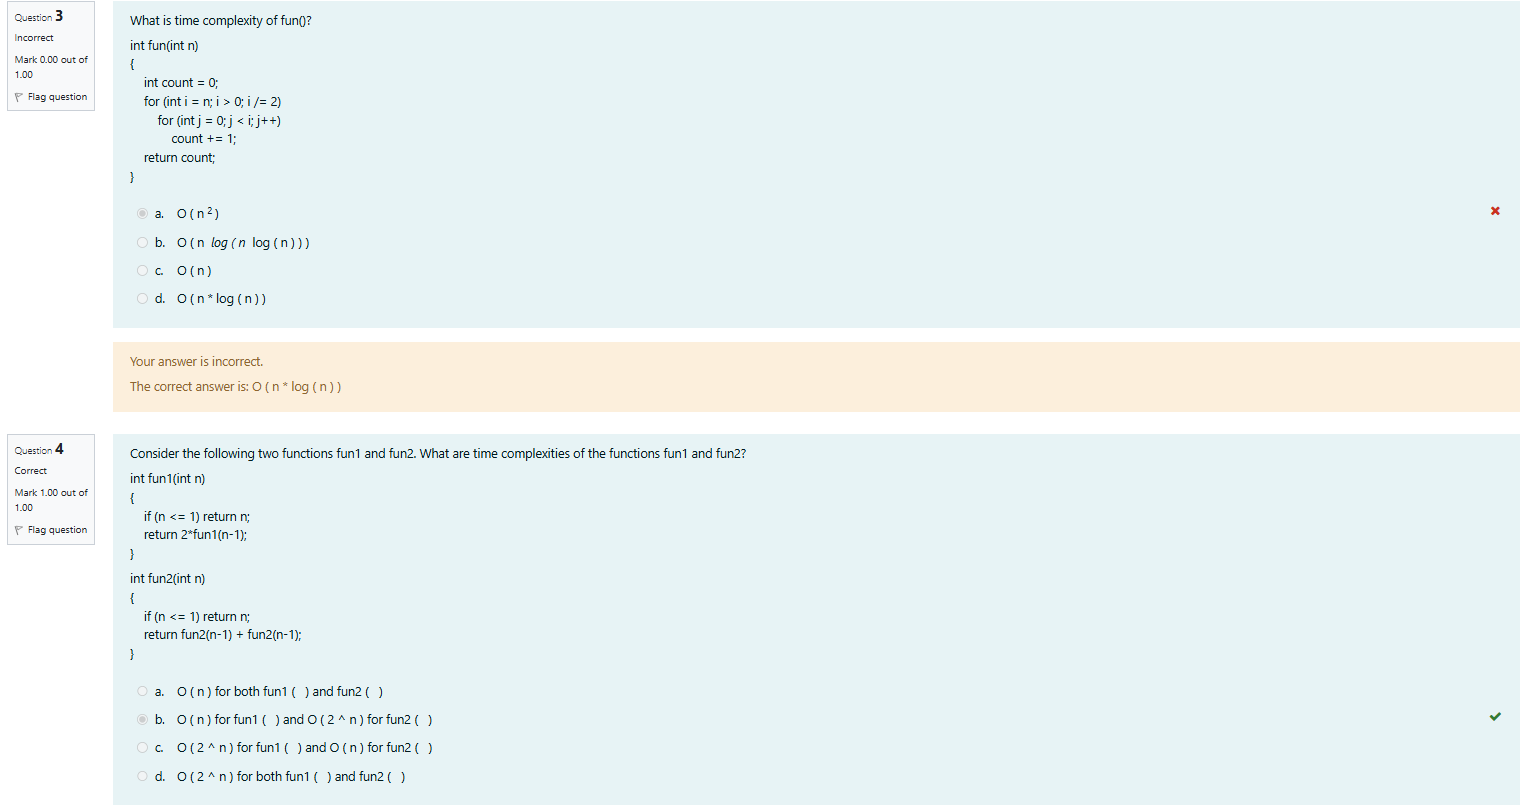 Question 3
Incorrect
Mark 0.00 out of
1.00
Flag question
What is time complexity of fun()?
int fun(int n)
{
int count = 0;
for (int i = n; i > 0; i /= 2)
for (int j = 0; j < i; j++)
count += 1;
return count;
}
a. O ( n 2 )
b. O ( n log ( n log ( n ) ) )
c. O ( n )
d. O ( n * log ( n ) )
Your answer is incorrect.
The correct answer is: O ( n * log ( n ) )
Question 4
Correct
Mark 1.00 out of
1.00
Flag question
Consider the following two functions fun1 and fun2. What are time complexities of the functions fun1 and fun2?
int fun1(int n)
{
if (n <= 1) return n;
return 2*fun1(n-1);
}
int fun2(int n)
{
if (n <= 1) return n;
return fun2(n-1) + fun2(n-1);
}
a. O ( n ) for both fun1 ( ) and fun2 ( )
b. O ( n ) for fun1 ( ) and O ( 2 ^ n ) for fun2 ( )
c. O ( 2 ^ n ) for fun1 ( ) and O ( n ) for fun2 ( )
d. O ( 2 ^ n ) for both fun1 ( ) and fun2 ( )